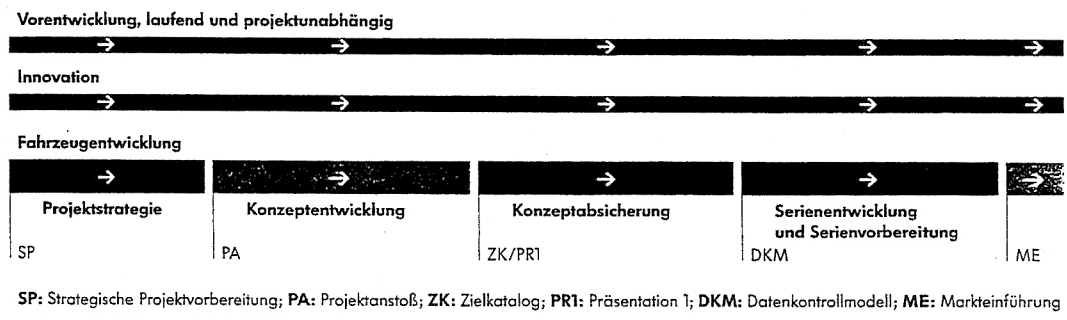 Vorentwicklung, laufend und projektunabhängig
Innovation
Fahrzeugentwicklung
Projektstrategie
Konzeptentwicklung
Konzeptabsicherung
Serienentwicklung
und Serienvorbereitung
SP
PA
ZK/PR1
DKM
ME
SP: Strategische Projektvorbereitung; PA: Projektanstoß; ZK: Zielkatalog; PR1: Präsentation 1; DKM: Datenkontrollmodell; ME: Markteinführung